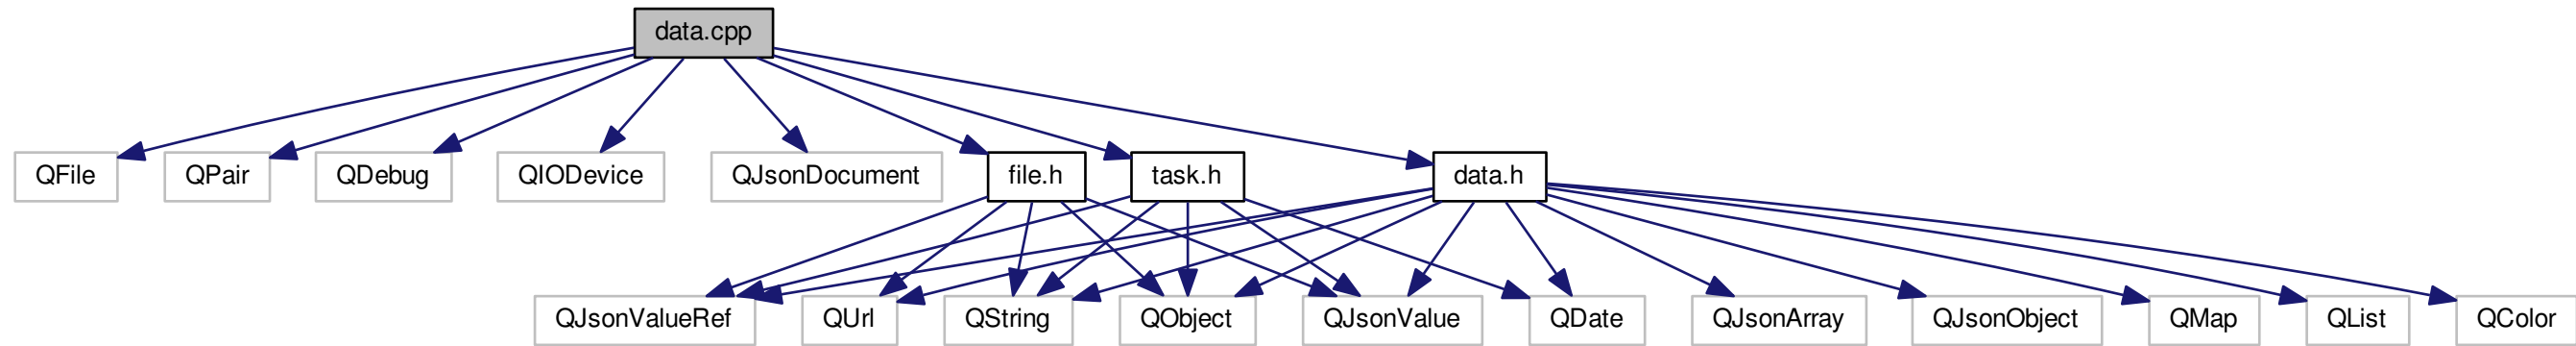 data.cpp
QFile
QPair
QDebug
QIODevice
QJsonDocument
file.h
task.h
data.h
QJsonValueRef
QUrl
QString
QObject
QJsonValue
QDate
QJsonArray
QJsonObject
QMap
QList
QColor